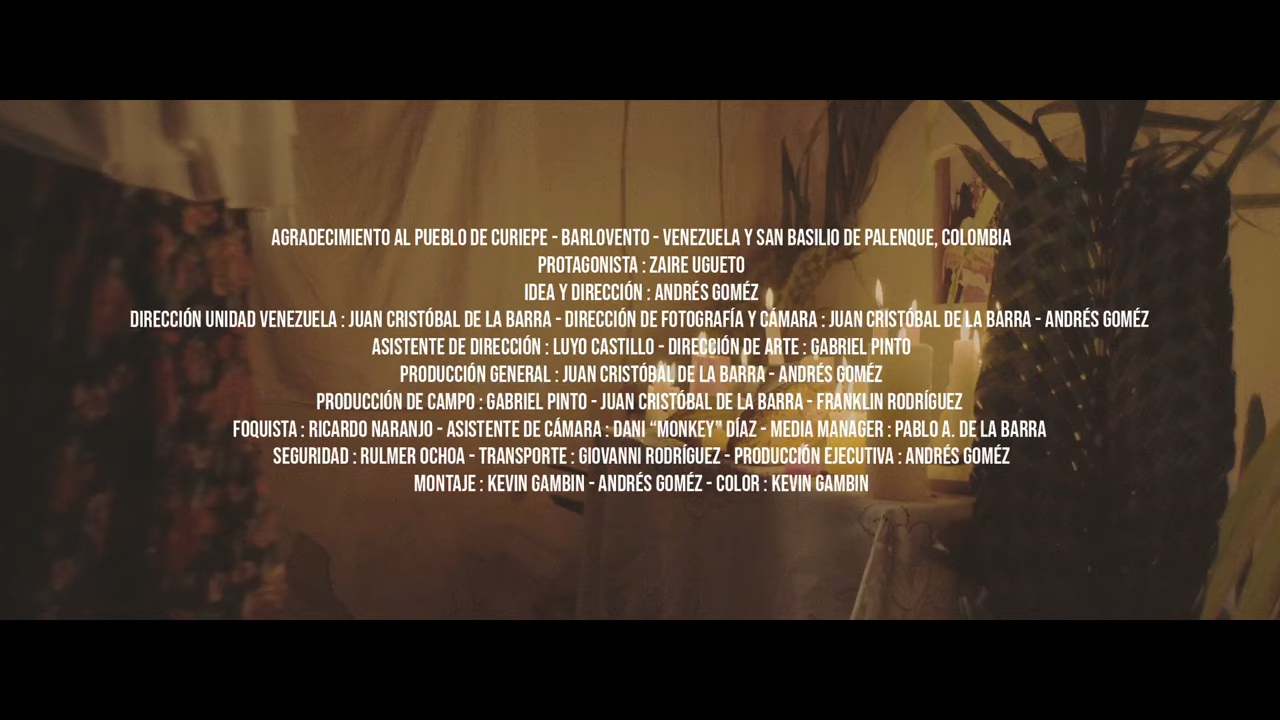 AGRADECIMIENTO AL PUEBLO DE CURIEPE - BARLOVENTO - VENEZUELA Y SAN BASILIO DE PALENQUE, COLOMBIA
PROTAGONISTA : ZAIRE UGUETO
IDEA Y DIRECCIÓN : ANDRÉS GOMÉZ
DIRECCIÓN UNIDAD VENEZUELA : JUAN CRISTÓBAL DE LA BARRA - DIRECCIÓN DE FOTOGRAFÍA Y CÁMARA : JUAN CRISTÓBAL DE LA BARRA - ANDRÉS GOMÉZ
ASISTENTE DE DIRECCIÓN : LUYO CASTILLO - DIRECCIÓN DE ARTE : GABRIEL PINTO
PRODUCCIÓN GENERAL : JUAN CRISTÓBAL DE LA BARRA - ANDRÉS GOMÉZ
PRODUCCIÓN DE CAMPO : GABRIEL PINTO - JUAN CRISTÓBAL DE LA BARRA - FRANKLIN RODRÍGUEZ
FOQUISTA : RICARDO NARANJO - ASISTENTE DE CÁMARA : DANI “MONKEY" DÍAZ - MEDIA MANAGER : PABLO A. DE LA BARRA
SEGURIDAD : RULMER OCHOA - TRANSPORTE : GIOVANNI RODRÍGUEZ - PRODUCCIÓN EJECUTIVA : ANDRÉS GOMÉZ
MONTAJE : KEVIN GAMBIN - ANDRÉS GOMÉZ - COLOR : KEVIN GAMBIN